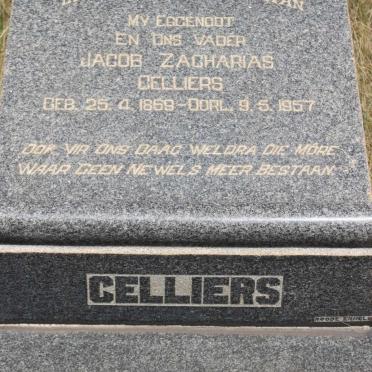 MY EGGENOOT
EN ONS VADER
JACOB ZACHARIAS
CELLIERS
GEB. 25.4.1869-OORL. 9.5.1957
OOK VIR ONS DAAG WELDRA DIE MÔRE
WAAR GEEN NEWELS MEER BESTAAN.
CELLIERS